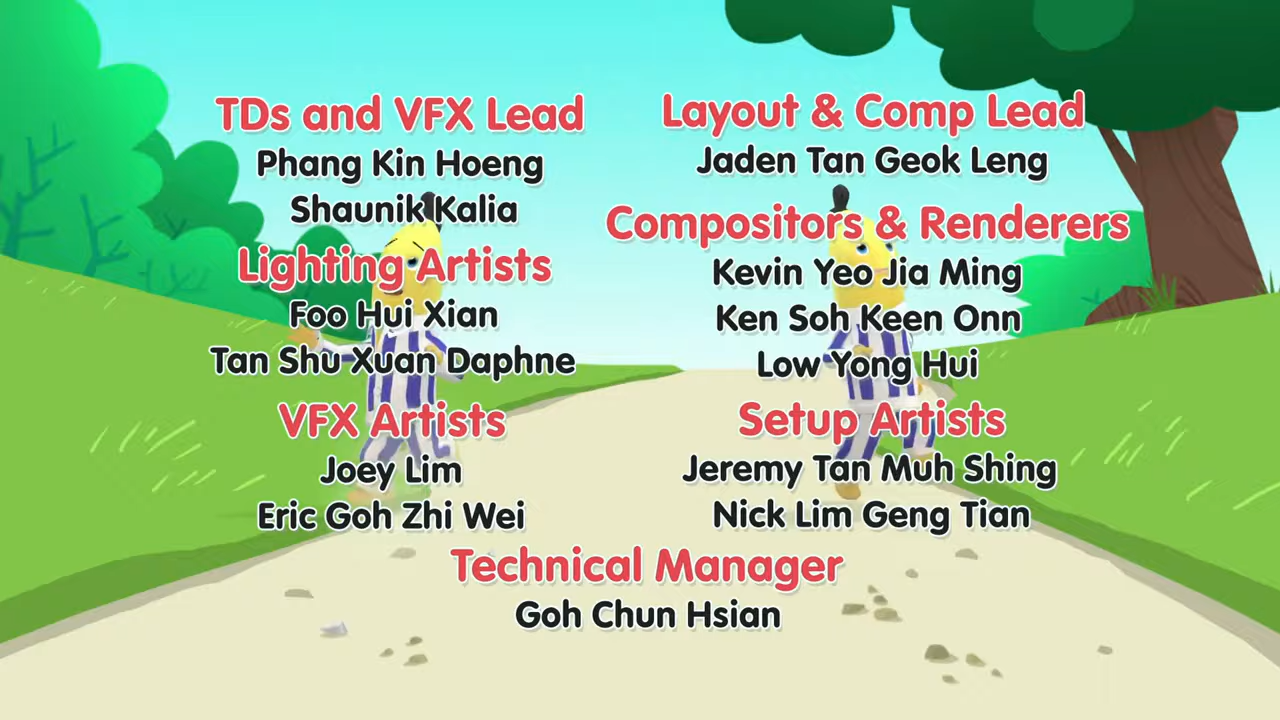 TDs and VFX Lead
Phang Kin Hoeng
Shaunik Kalia
Lighting Artists
Foo Hui Xian
Tan Shu Xuan Daphne
VFX Artists
Joey Lim
Eric Goh Zhi Wei
Layout & Comp Lead
Jaden Tan Geok Leng
Compositors & Renderers
Kevin Yeo Jia Ming
Ken Soh Keen Onn
Low Yong Hui
Setup Artists
Jeremy Tan Muh Shing
Nick Lim Geng Tian
Technical Manager
Goh Chun Hsian